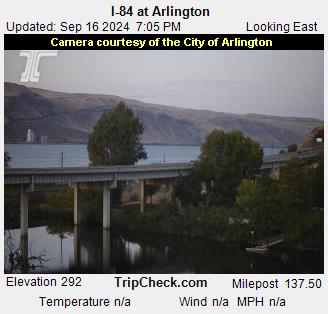 I-84 at Arlington
Updated: Sep 16 2024 7:05 PM Looking East
Camera courtesy of the City of Arlington
Elevation 292 TripCheck.com Milepost 137.50
Temperature n/a Wind n/a MPH n/a